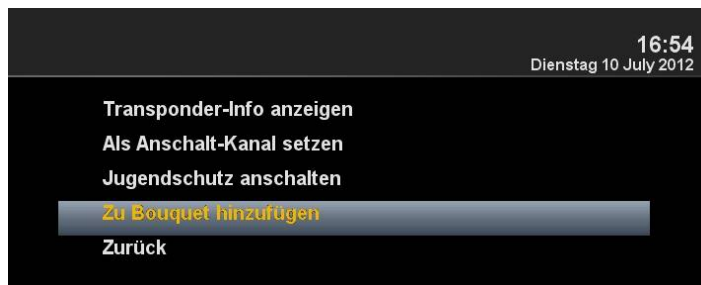 16:54
Dienstag 10 July 2012
Transponder-Info anzeigen
Als Anschalt-Kanal setzen
Jugendschutz anschalten
Zu Bouquet hinzufügen
Zurück